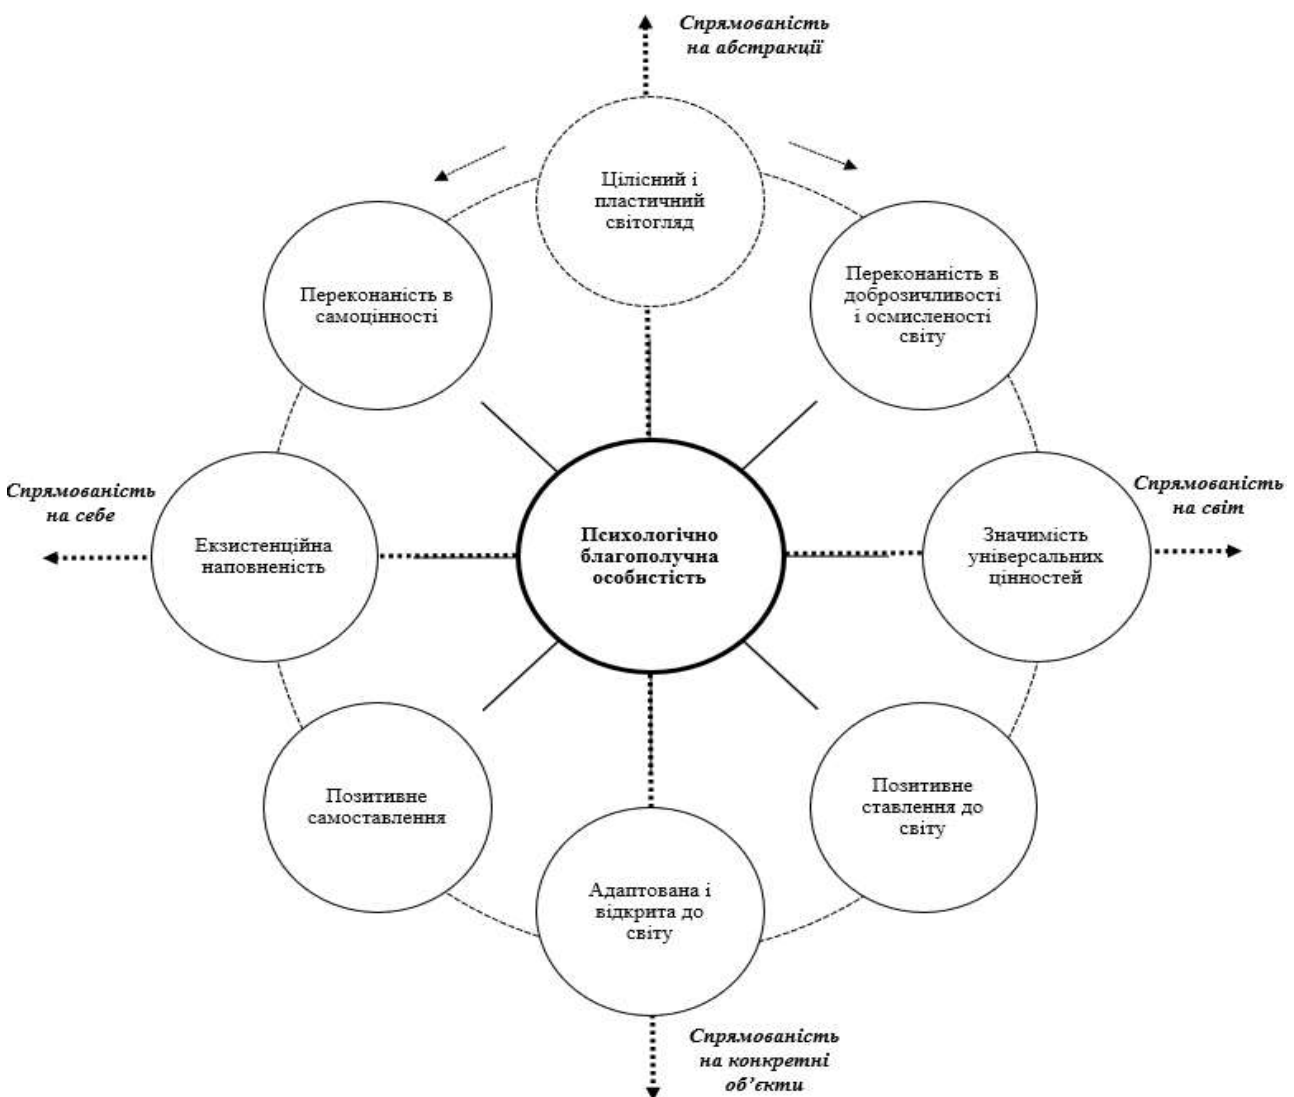 Спрямованість
на абстракції
Цілісний і
пластичний
світогляд
Переконаність в
самоцінності
Переконаність в
доброзичливості
і осмисленості
світу
Спрямованість
на себе
Екзистенційна
наповненість
Психологічно
благополучна
особистість
Значимість
універсальних
цінностей
Спрямованість
на світ
Позитивне
самоставлення
Позитивне
ставлення до
світу
Адаптована і
відкрита до
світу
Спрямованість
на конкретні
об’єкти